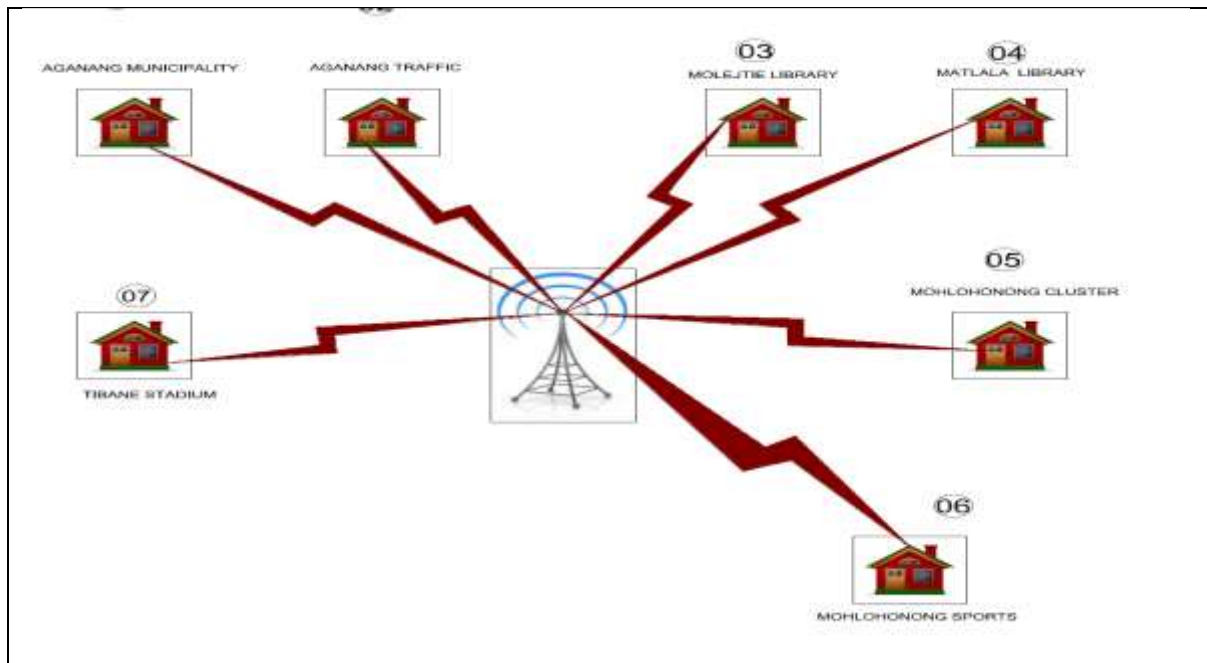 AGANANG MUNICIPALITY
AGANANG TRAFFIC
03
MOLEJTIE LIBRARY
04
MATLALA LIBRARY
05
MOHLOHONONG CLUSTER
07
TIBANE STADIUM
06
MOHLOHONONG SPORTS